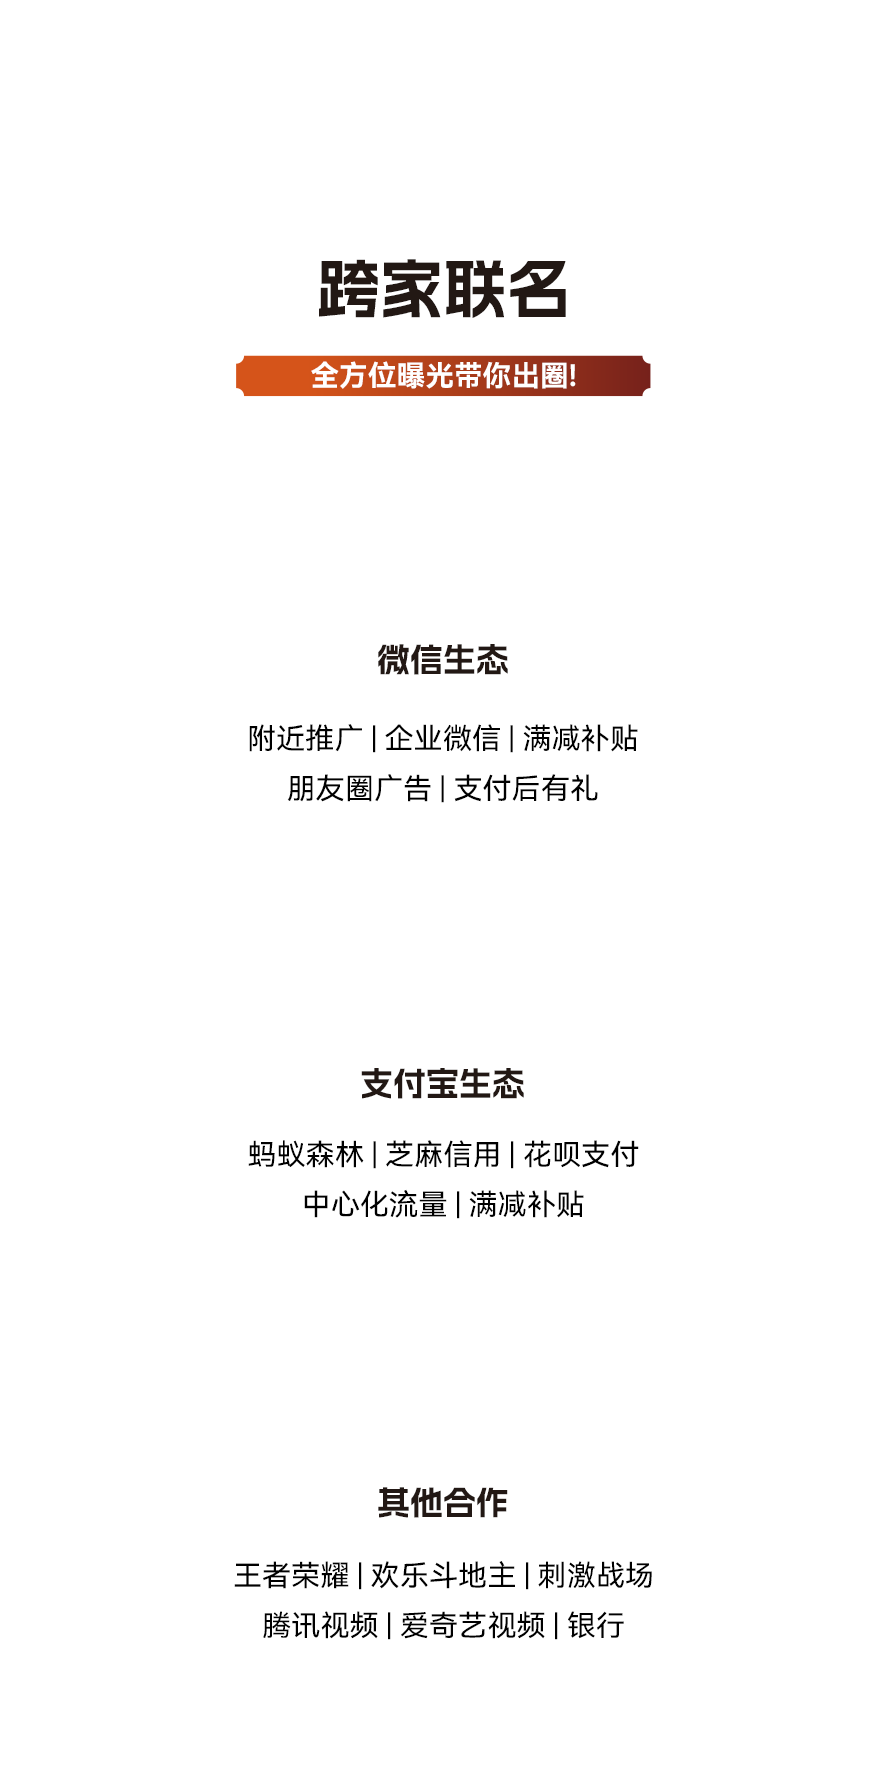 跨家联名
全方位曝光带你出圈!
微信生态
附近推广 | 企业微信 | 满减补贴
朋友圈广告 | 支付后有礼
支付宝生态
蚂蚁森林 | 芝麻信用 | 花呗支付
中心化流量 | 满减补贴
其他合作
王者荣耀 | 欢乐斗地主 | 刺激战场
腾讯视频 | 爱奇艺视频 | 银行